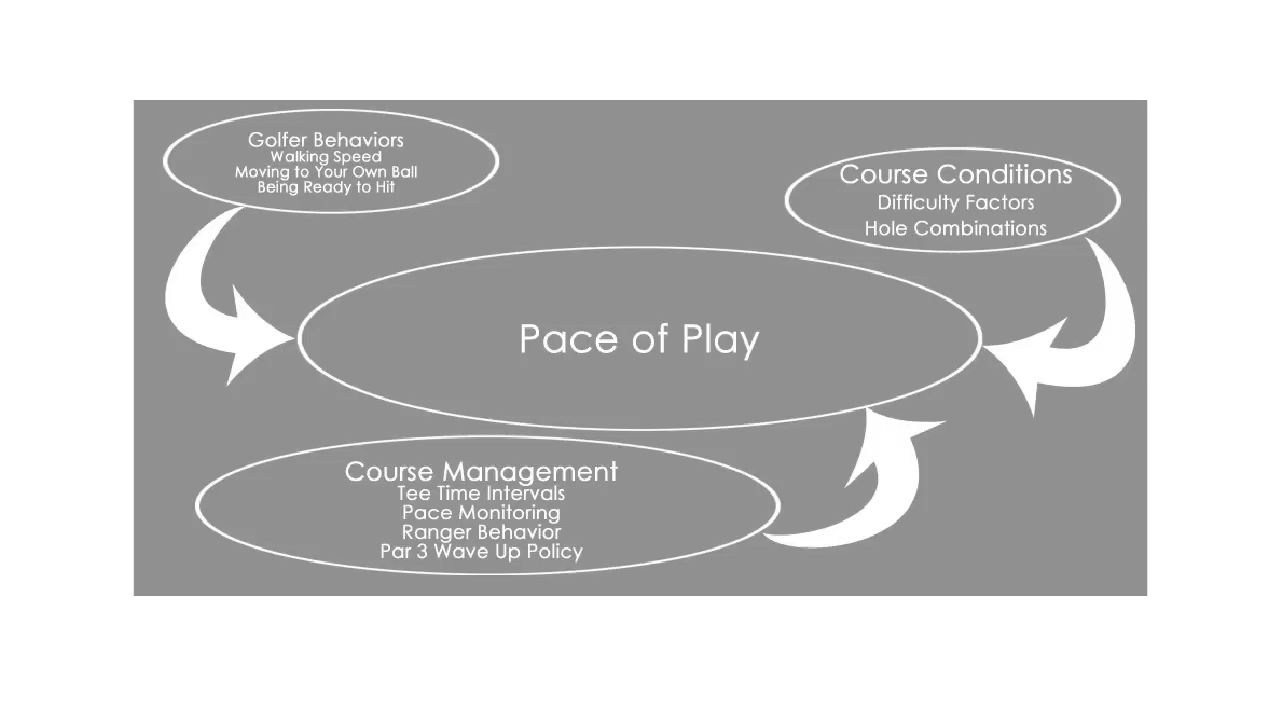 Golfer Behaviors
Walking Speed
Moving to Your Own Ball
Being Ready to Hit
Course Conditions
Difficulty Factors
Hole Combinations
Pace of Play
Course Management
Tee Time Intervals
Pace Monitoring
Ranger Behavior
Par 3 Wave Up Policy